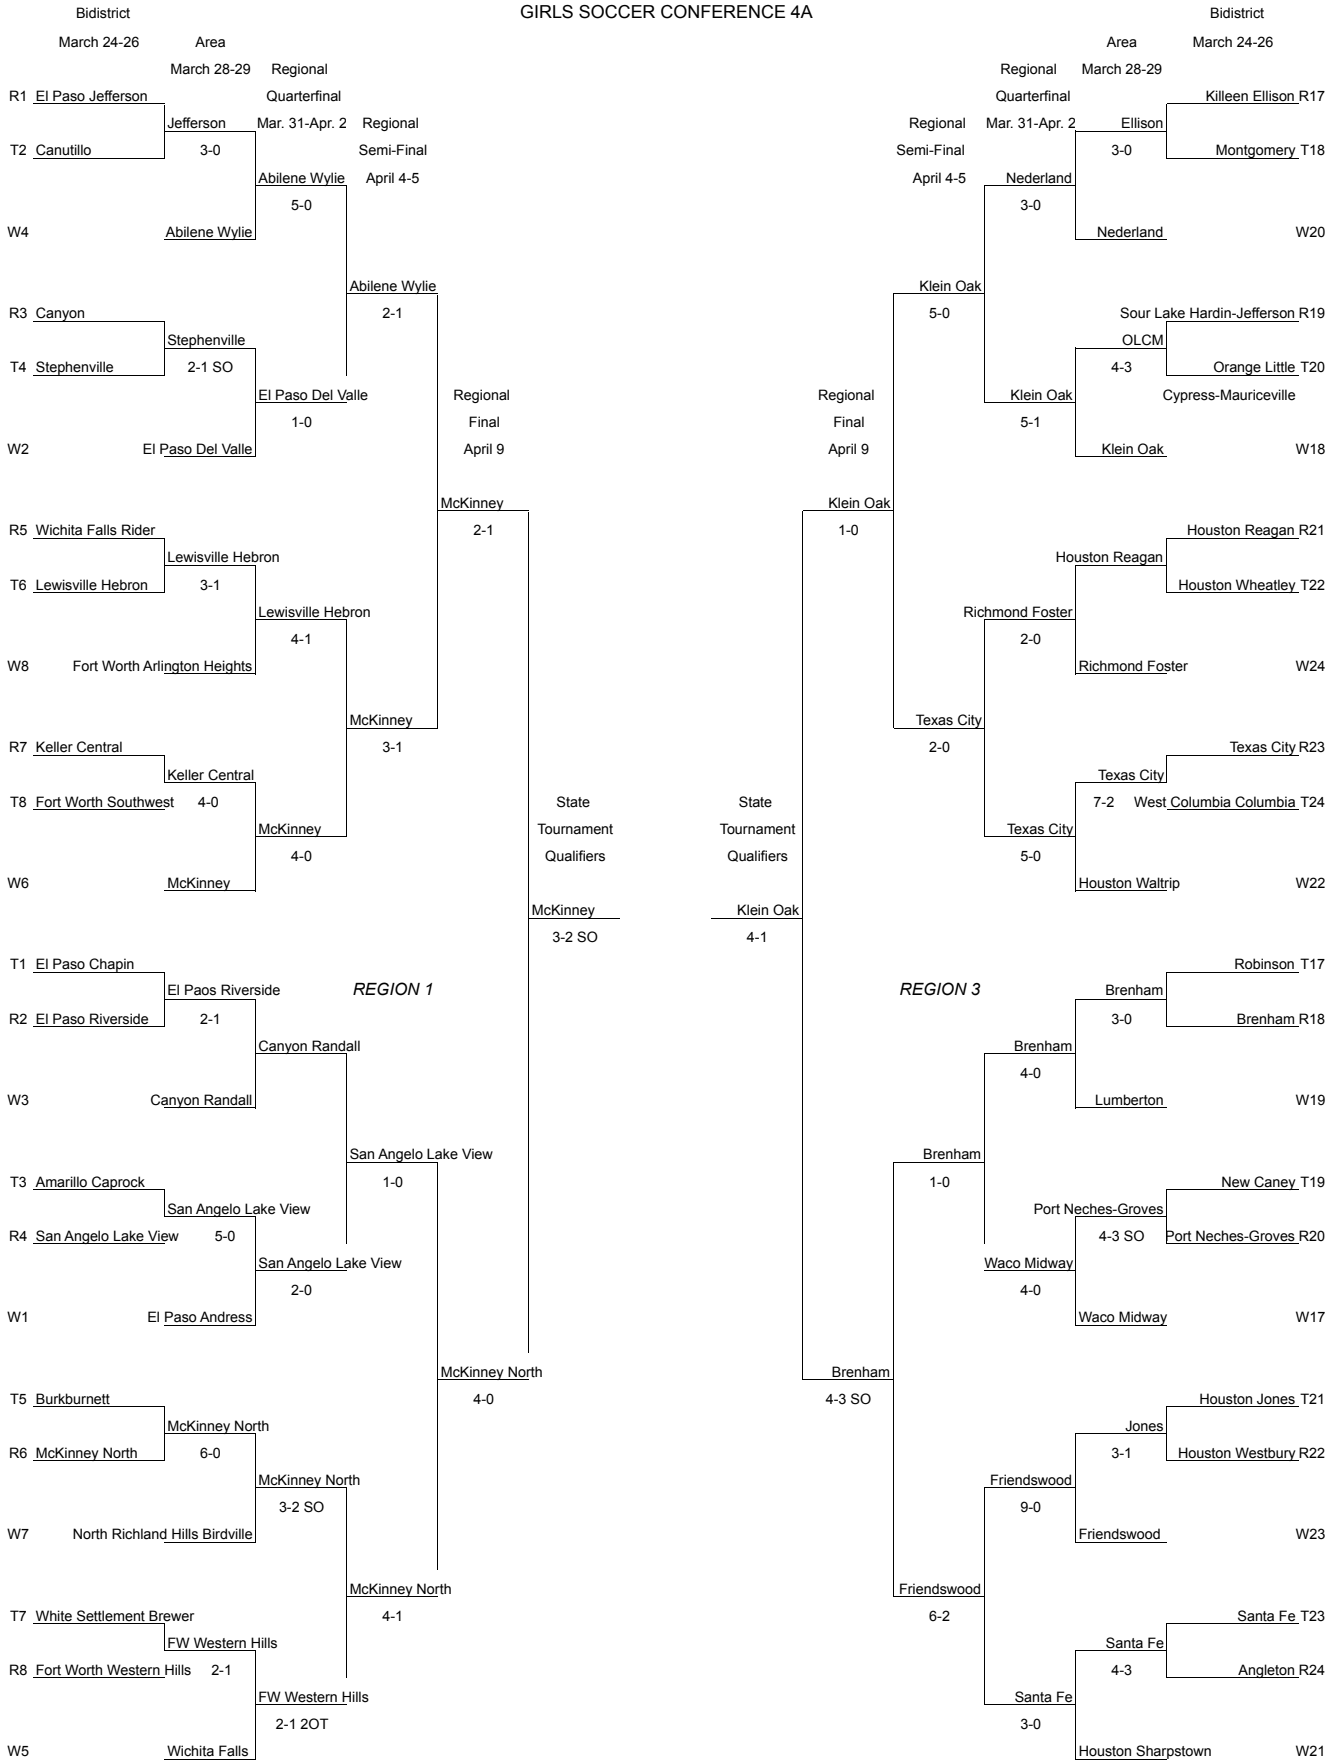 GIRLS SOCCER CONFERENCE 4A
Bidistrict Bidistrict
March 24-26 Area Area March 24-26
March 28-29 Regional Regional March 28-29
R1 El Paso Jefferson Quarterfinal Quarterfinal Killeen Ellison R17
Jefferson Mar. 31-Apr. 2 Regional Regional Mar. 31-Apr. 2 Ellison
T2 Canutillo 3-0 Semi-Final Semi-Final 3-0 Montgomery T18
Abilene Wylie April 4-5 April 4-5 Nederland
5-0 3-0
W4 Abilene Wylie Nederland W20
Abilene Wylie Klein Oak
R3 Canyon 2-1 5-0 Sour Lake Hardin-Jefferson R19
Stephenville OLCM
T4 Stephenville 2-1 SO 4-3 Orange Little T20
El Paso Del Valle Regional Regional Klein Oak Cypress-Mauriceville
1-0 Final Final 5-1
W2 El Paso Del Valle April 9 April 9 Klein Oak W18
McKinney Klein Oak
R5 Wichita Falls Rider 2-1 1-0 Houston Reagan R21
Lewisville Hebron Houston Reagan
T6 Lewisville Hebron 3-1 Houston Wheatley T22
Lewisville Hebron Richmond Foster
4-1 2-0
W8 Fort Worth Arlington Heights Richmond Foster W24
McKinney Texas City
R7 Keller Central 3-1 2-0 Texas City R23
Keller Central Texas City
T8 Fort Worth Southwest 4-0 State State 7-2 West Columbia Columbia T24
McKinney Tournament Tournament Texas City
4-0 Qualifiers Qualifiers 5-0
W6 McKinney Houston Waltrip W22
McKinney Klein Oak
3-2 SO 4-1
T1 El Paso Chapin Robinson T17
El Paos Riverside REGION 1 REGION 3 Brenham
R2 El Paso Riverside 2-1 3-0 Brenham R18
Canyon Randall Brenham
4-0
W3 Canyon Randall Lumberton W19
San Angelo Lake View Brenham
T3 Amarillo Caprock 1-0 1-0 New Caney T19
San Angelo Lake View Port Neches-Groves
R4 San Angelo Lake View 5-0 4-3 SO Port Neches-Groves R20
San Angelo Lake View Waco Midway
2-0 4-0
W1 El Paso Andress Waco Midway W17
McKinney North Brenham
T5 Burkburnett 4-0 4-3 SO Houston Jones T21
McKinney North Jones
R6 McKinney North 6-0 3-1 Houston Westbury R22
McKinney North Friendswood
3-2 SO 9-0
W7 North Richland Hills Birdville Friendswood W23
McKinney North Friendswood
T7 White Settlement Brewer 4-1 6-2 Santa Fe T23
FW Western Hills Santa Fe
R8 Fort Worth Western Hills 2-1 4-3 Angleton R24
FW Western Hills Santa Fe
2-1 2OT 3-0
W5 Wichita Falls Houston Sharpstown W21